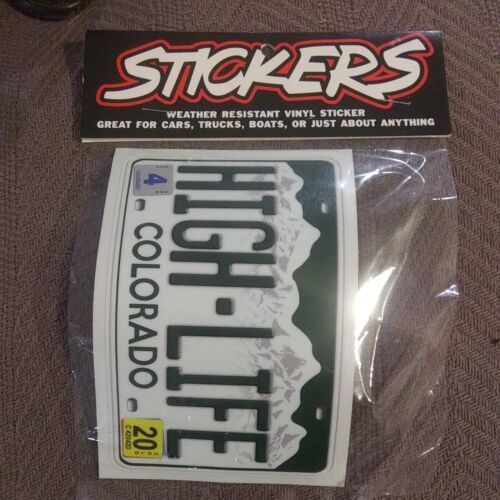 STICKERS
WEATHER RESISTANT VINYL STICKER
GREAT FOR CARS, TRUCKS, BOATS, OR JUST ABOUT ANYTHING
HIGH·LIFE
4
COLORADO
20
C 420420